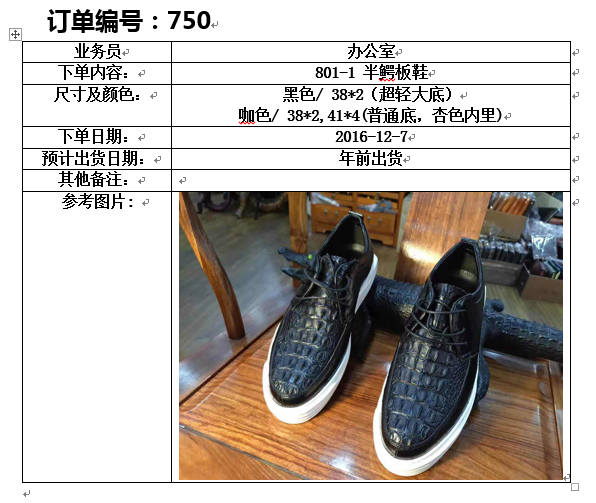 订单编号：750
业务员 办公室
下单内容： 801-1 半鳄板鞋
尺寸及颜色： 黑色/ 38*2（超轻大底）
咖色/ 38*2,41*4(普通底，杏色内里)
下单日期： 2016-12-7
预计出货日期： 年前出货
其他备注：
参考图片：